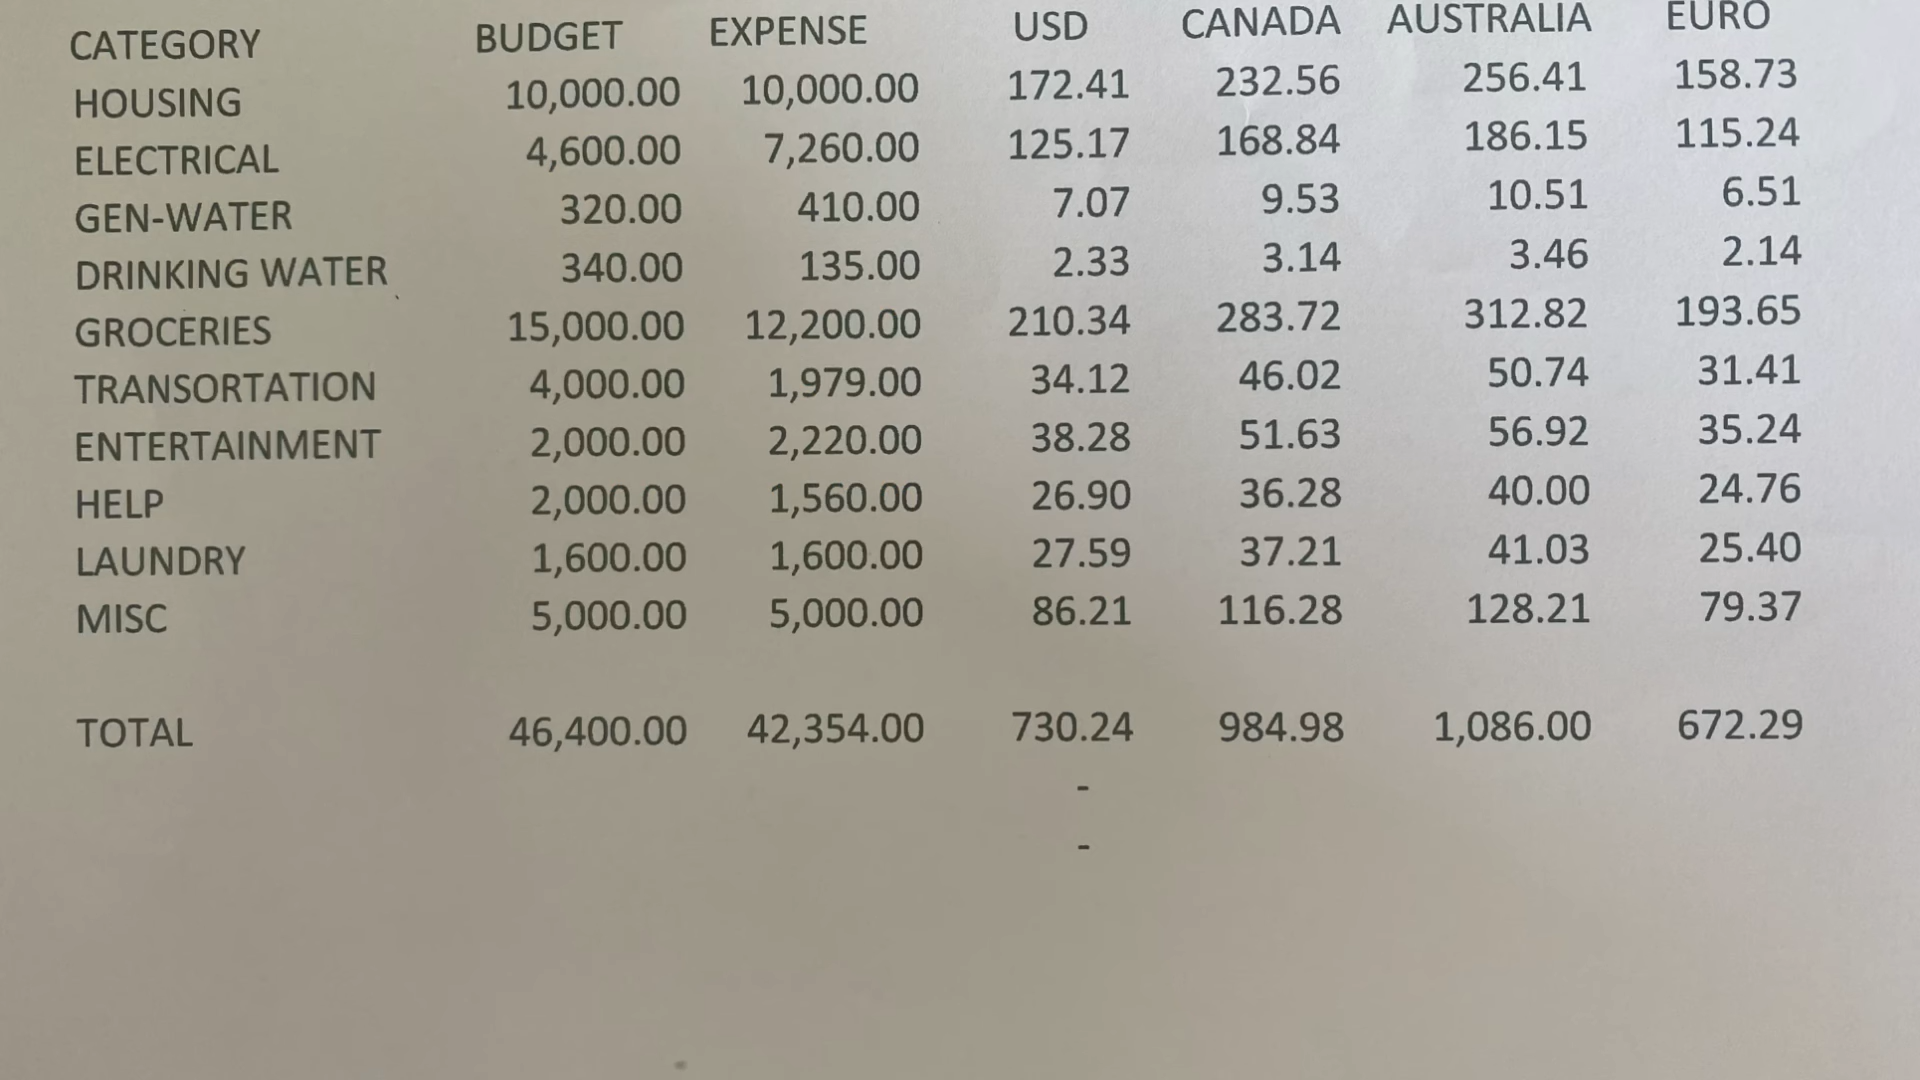 CATEGORY BUDGET EXPENSE USD CANADA AUSTRALIA EURO
HOUSING 10,000.00 10,000.00 172.41 232.56 256.41 158.73
ELECTRICAL 4,600.00 7,260.00 125.17 168.84 186.15 115.24
GEN-WATER 320.00 410.00 7.07 9.53 10.51 6.51
DRINKING WATER 340.00 135.00 2.33 3.14 3.46 2.14
GROCERIES 15,000.00 12,200.00 210.34 283.72 312.82 193.65
TRANSORTATION 4,000.00 1,979.00 34.12 46.02 50.74 31.41
ENTERTAINMENT 2,000.00 2,220.00 38.28 51.63 56.92 35.24
HELP 2,000.00 1,560.00 26.90 36.28 40.00 24.76
LAUNDRY 1,600.00 1,600.00 27.59 37.21 41.03 25.40
MISC 5,000.00 5,000.00 86.21 116.28 128.21 79.37
TOTAL 46,400.00 42,354.00 730.24 984.98 1,086.00 672.29
-
-